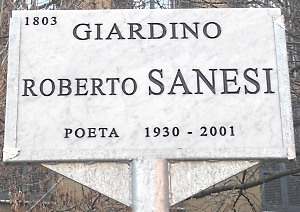 1803
GIARDINO
ROBERTO SANESI
POETA 1930 - 2001